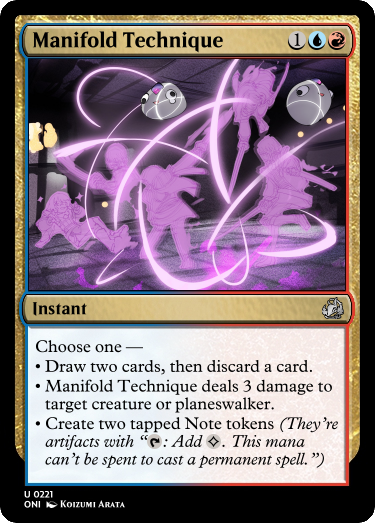 Manifold Technique 1
Instant
Choose one —
• Draw two cards, then discard a card.
• Manifold Technique deals 3 damage to
target creature or planeswalker.
• Create two tapped Note tokens (They're
artifacts with “: Add . This mana
can't be spent to cast a permanent spell.”)
U 0221
ONI Koizumi Arata